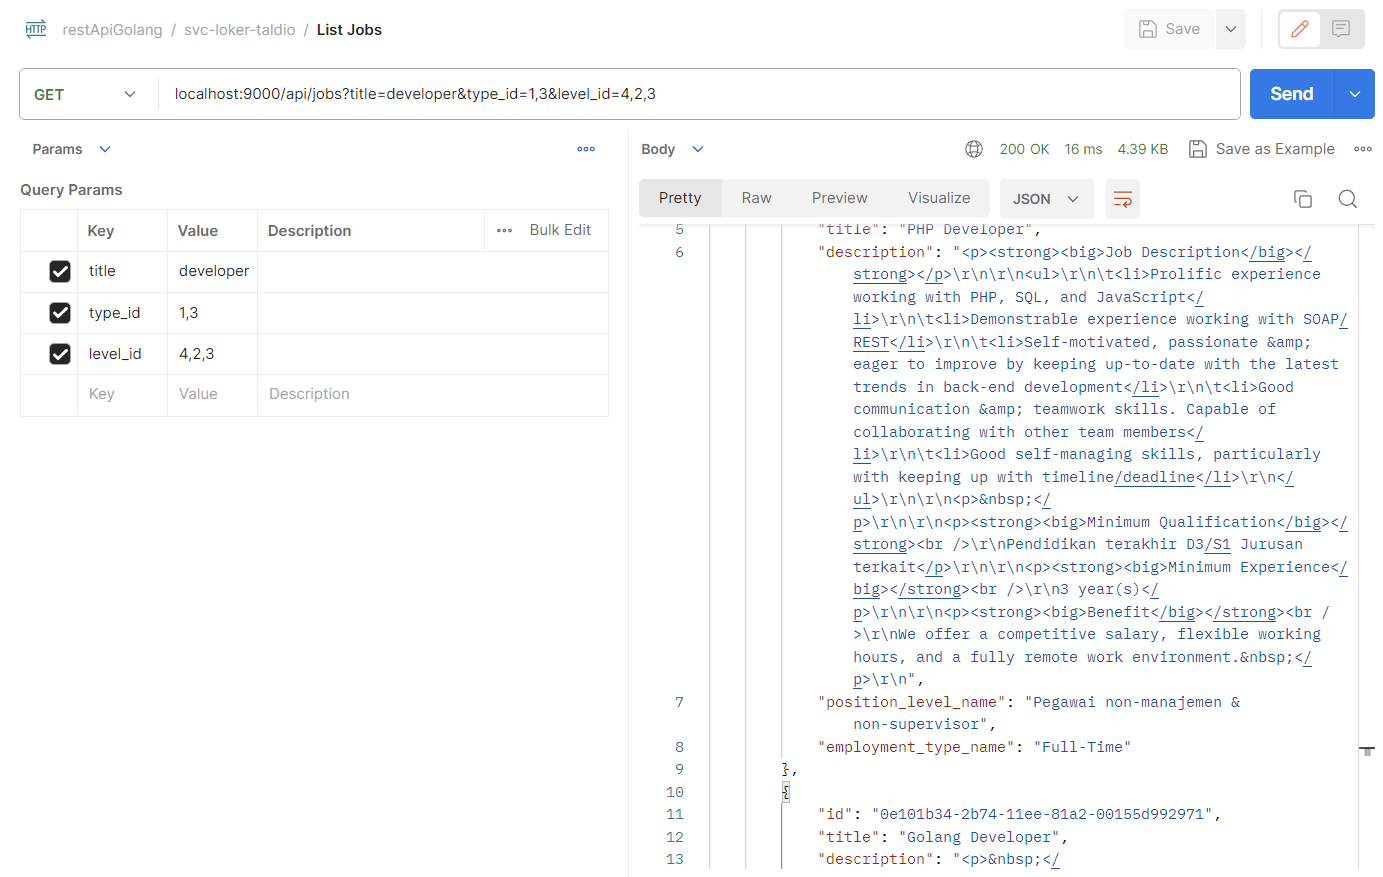 HTTP restApiGolang / svc-loker-taldio / List Jobs Save
GET localhost:9000/api/jobs?title=developer&type_id=1,3&level_id=4,2,3 Send
Params
Query Params
Key Value Description Bulk Edit
title developer
type_id 1,3
level_id 4,2,3
Key Value Description
Body 200 OK 16 ms 4.39 KB Save as Example
Pretty Raw Preview Visualize JSON
5 "title": "PHP Developer",
6 "description": "<p><strong><big>Job Description</big></
strong></p>\r\n\r\n<ul>\r\n\t<li>Prolific experience
working with PHP, SQL, and JavaScript</
li>\r\n\t<li>Demonstrable experience working with SOAP/
REST</li>\r\n\t<li>Self-motivated, passionate &amp;
eager to improve by keeping up-to-date with the latest
trends in back-end development</li>\r\n\t<li>Good
communication &amp; teamwork skills. Capable of
collaborating with other team members</
li>\r\n\t<li>Good self-managing skills, particularly
with keeping up with timeline/deadline</li>\r\n</
ul>\r\n\r\n<p>&nbsp;</
p>\r\n\r\n<p><strong><big>Minimum Qualification</big></
strong><br />\r\nPendidikan terakhir D3/S1 Jurusan
terkait</p>\r\n\r\n<p><strong><big>Minimum Experience</
big></strong><br />\r\n3 year(s)</
p>\r\n\r\n<p><strong><big>Benefit</big></strong><br /
>\r\nWe offer a competitive salary, flexible working
hours, and a fully remote work environment.&nbsp;</
p>\r\n",
7 "position_level_name": "Pegawai non-manajemen &
non-supervisor",
8 "employment_type_name": "Full-Time"
9 },
10 {
11 "id": "0e101b34-2b74-11ee-81a2-00155d992971",
12 "title": "Golang Developer",
13 "description": "<p>&nbsp;</